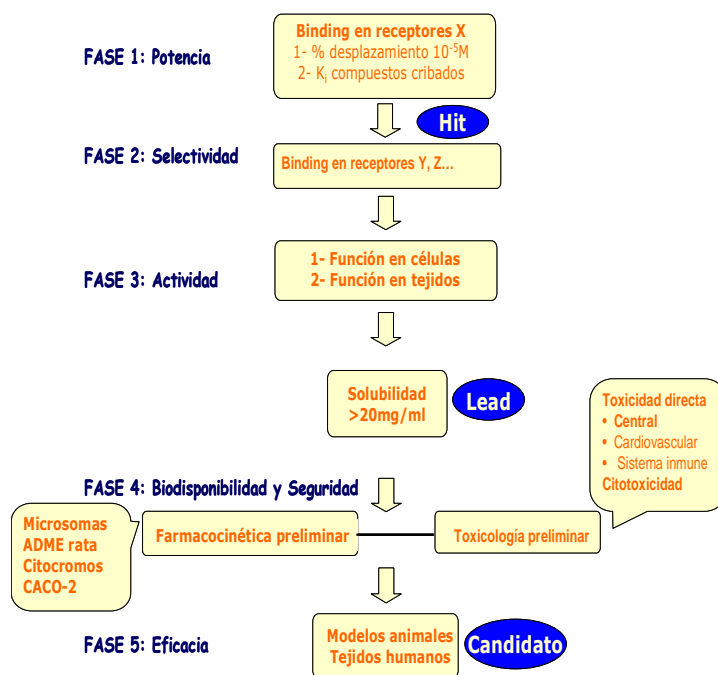 Binding en receptores X
1- % desplazamiento 10⁻⁵M
2- Kᵢ compuestos cribados
FASE 1: Potencia
Hit
FASE 2: Selectividad
Binding en receptores Y, Z...
1- Función en células
2- Función en tejidos
FASE 3: Actividad
Solubilidad
>20mg/ml
Lead
Toxicidad directa
• Central
• Cardiovascular
• Sistema inmune
Citotoxicidad
FASE 4: Biodisponibilidad y Seguridad
Microsomas
ADME rata
Citocromos
CACO-2
Farmacocinética preliminar
Toxicología preliminar
FASE 5: Eficacia
Modelos animales
Tejidos humanos
Candidato